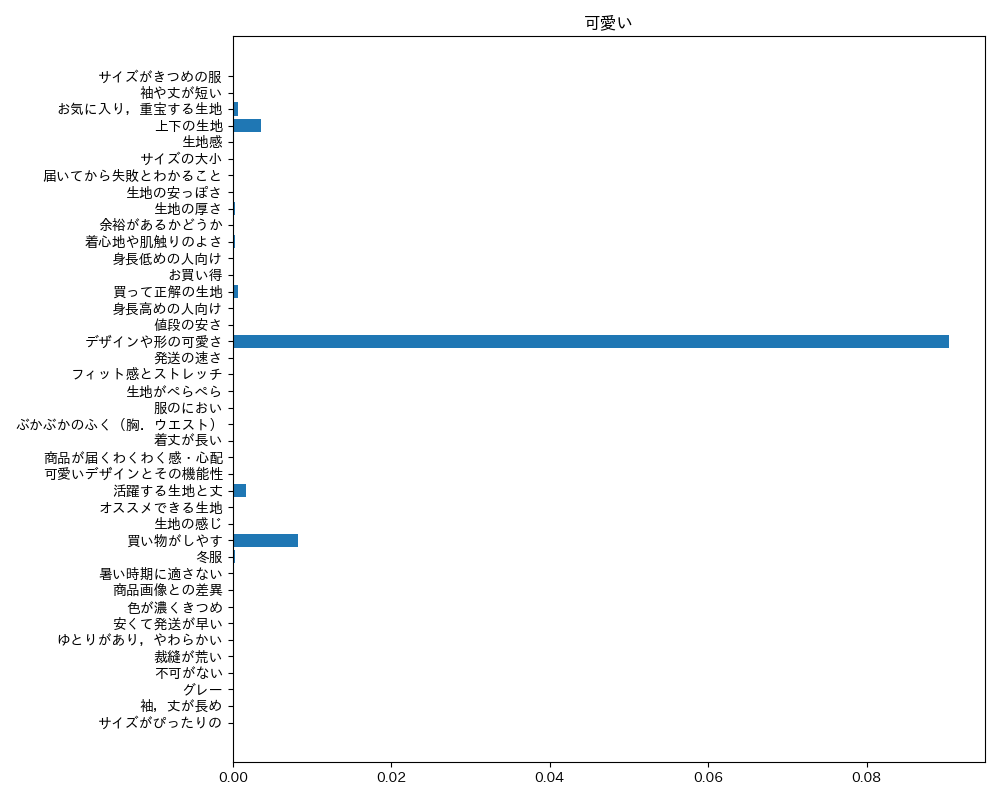 可愛い
サイズがきつめの服
袖や丈が短い
お気に入り，重宝する生地
上下の生地
生地感
サイズの大小
届いてから失敗とわかること
生地の安っぽさ
生地の厚さ
余裕があるかどうか
着心地や肌触りのよさ
身長低めの人向け
お買い得
買って正解の生地
身長高めの人向け
値段の安さ
デザインや形の可愛さ
発送の速さ
フィット感とストレッチ
生地がぺらぺら
服のにおい
ぶかぶかのふく（胸．ウエスト）
着丈が長い
商品が届くわくわく感・心配
可愛いデザインとその機能性
活躍する生地と丈
オススメできる生地
生地の感じ
買い物がしやす
冬服
暑い時期に適さない
商品画像との差異
色が濃くきつめ
安くて発送が早い
ゆとりがあり，やわらかい
裁縫が荒い
不可がない
グレー
袖，丈が長め
サイズがぴったりの
0.00 0.02 0.04 0.06 0.08